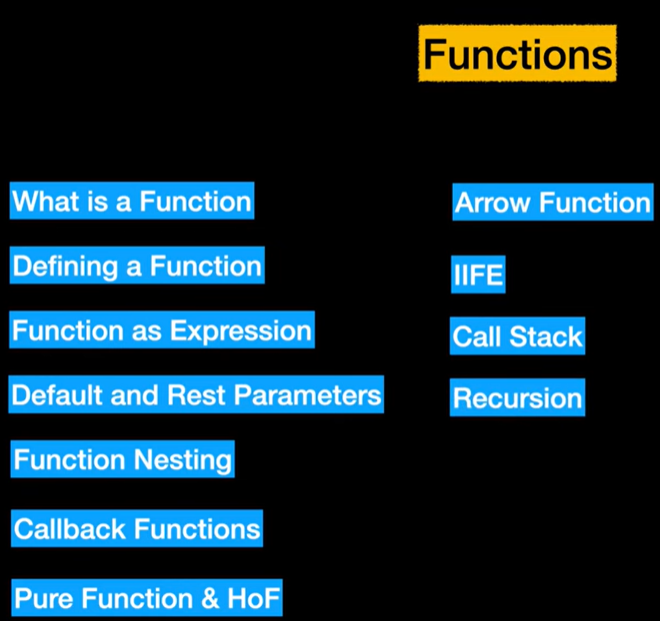 Functions
What is a Function
Defining a Function
Function as Expression
Default and Rest Parameters
Function Nesting
Callback Functions
Pure Function & HoF
Arrow Function
IIFE
Call Stack
Recursion